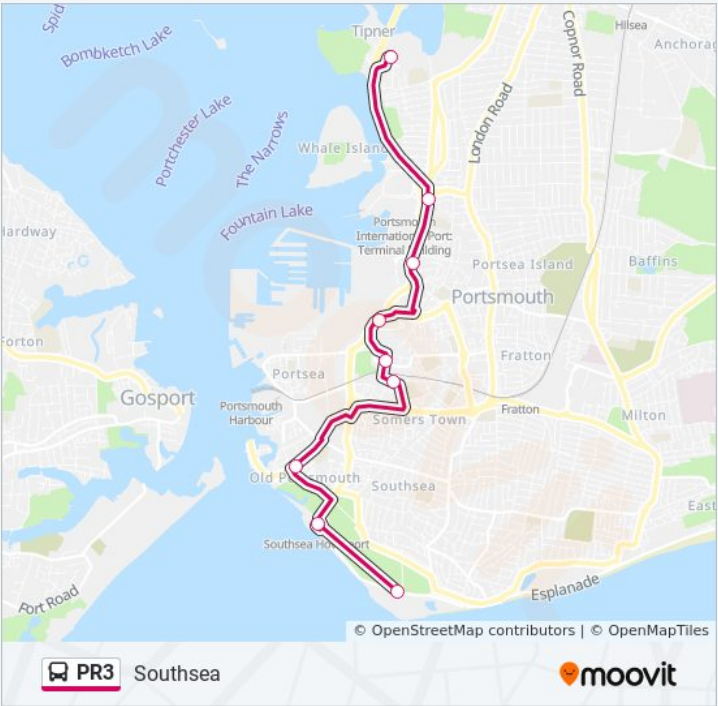 Spid
Tipner
Hilsea
Copnor Road
Bombketch Lake
Anchorag
London Road
Portchester Lake
The Narrows
Whale Island
Fountain Lake
Hardway
Portsmouth
International Port:
Terminal Building
Portsea Island
Baffins
Portsmouth
Forton
Fratton
Portsea
Gosport
Portsmouth
Harbour
Fratton
Milton
Somers Town
Old Portsmouth
Southsea
East
Southsea Hoverport
Esplanade
Fort Road
© OpenStreetMap contributors | © OpenMapTiles
PR3 Southsea
moovit